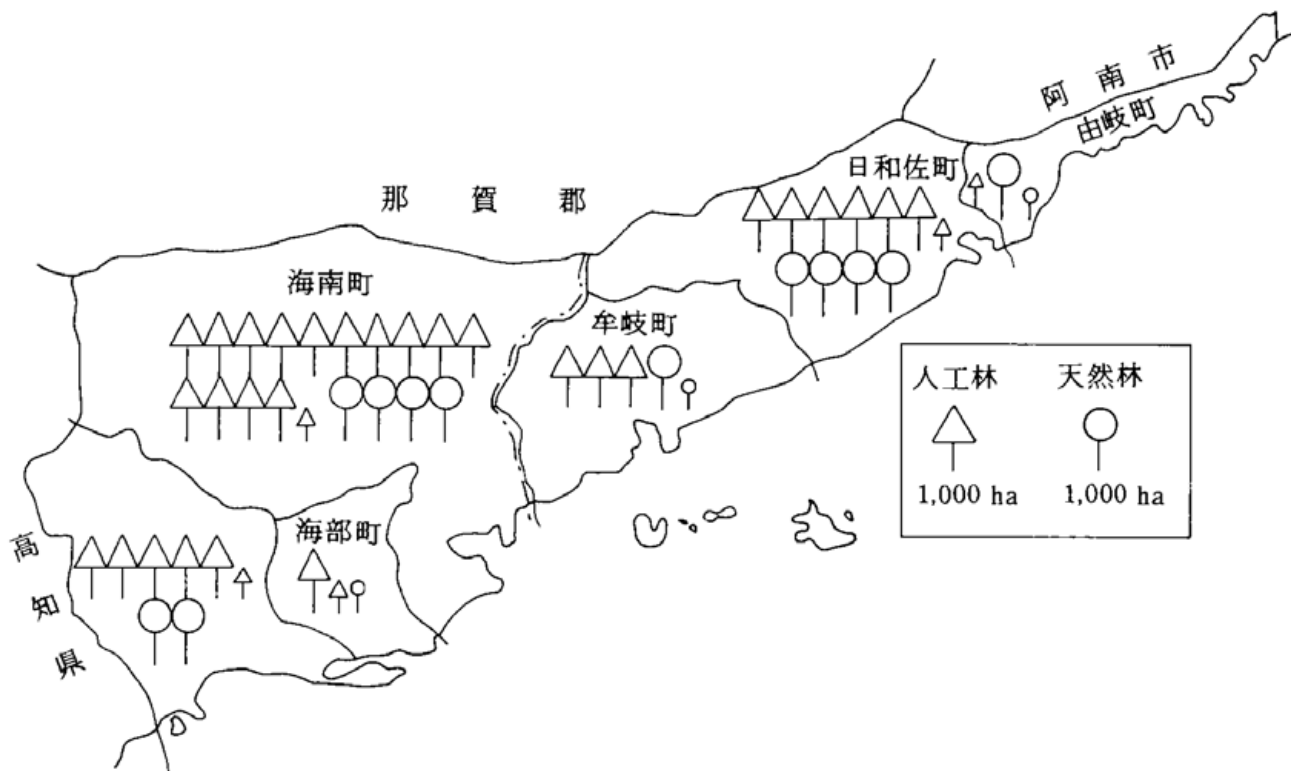 阿南市
由岐町
日和佐町
那賀郡
海南町
牟岐町
人工林 天然林
1,000 ha 1,000 ha
海部町
高知県